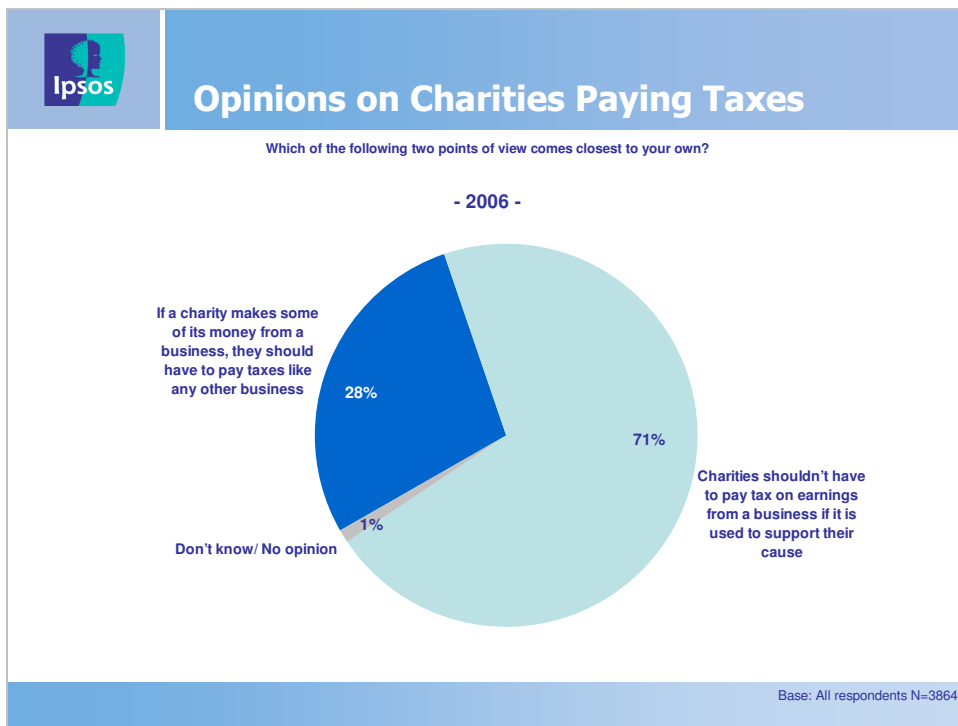 Ipsos
Opinions on Charities Paying Taxes
Which of the following two points of view comes closest to your own?
- 2006 -
If a charity makes some
of its money from a
business, they should
have to pay taxes like
any other business
28%
71%
Charities shouldn't have
to pay tax on earnings
from a business if it is
used to support their
cause
1%
Don't know/ No opinion
Base: All respondents N=3864